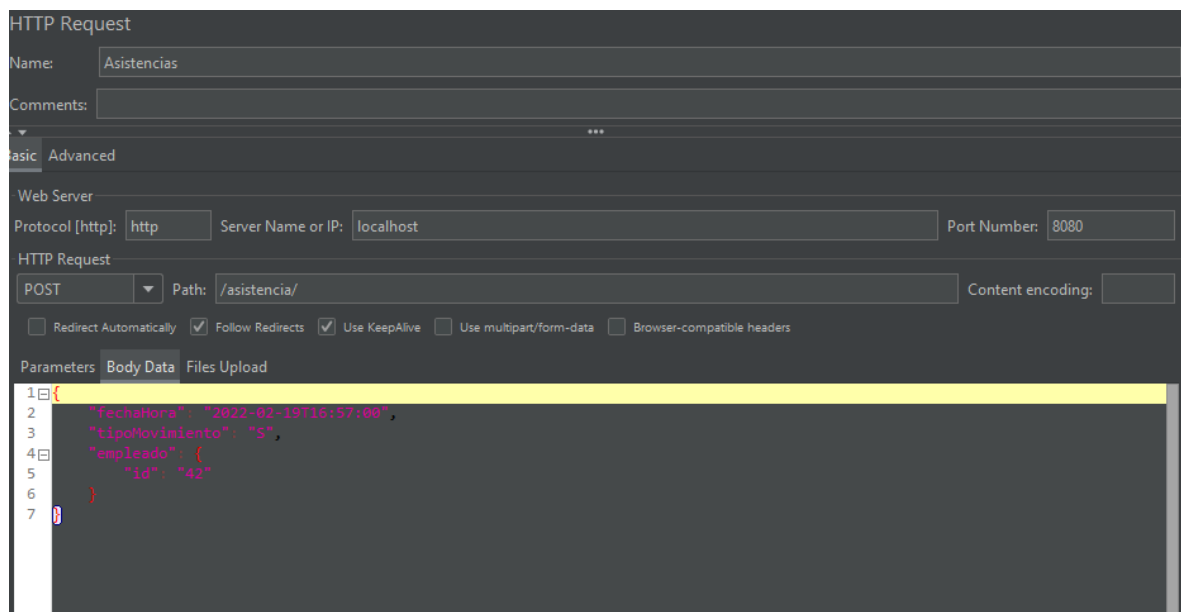 HTTP Request
Name: Asistencias
Comments:
asic Advanced
Web Server
Protocol [http]: http Server Name or IP: localhost Port Number: 8080
HTTP Request
POST Path: /asistencia/ Content encoding:
Redirect Automatically Follow Redirects Use KeepAlive Use multipart/form-data Browser-compatible headers
Parameters Body Data Files Upload
1 {
2 "fechaHora": "2022-02-19T16:57:00",
3 "tipoMovimiento": "S",
4 "empleado": {
5 "id": "42"
6 }
7 }